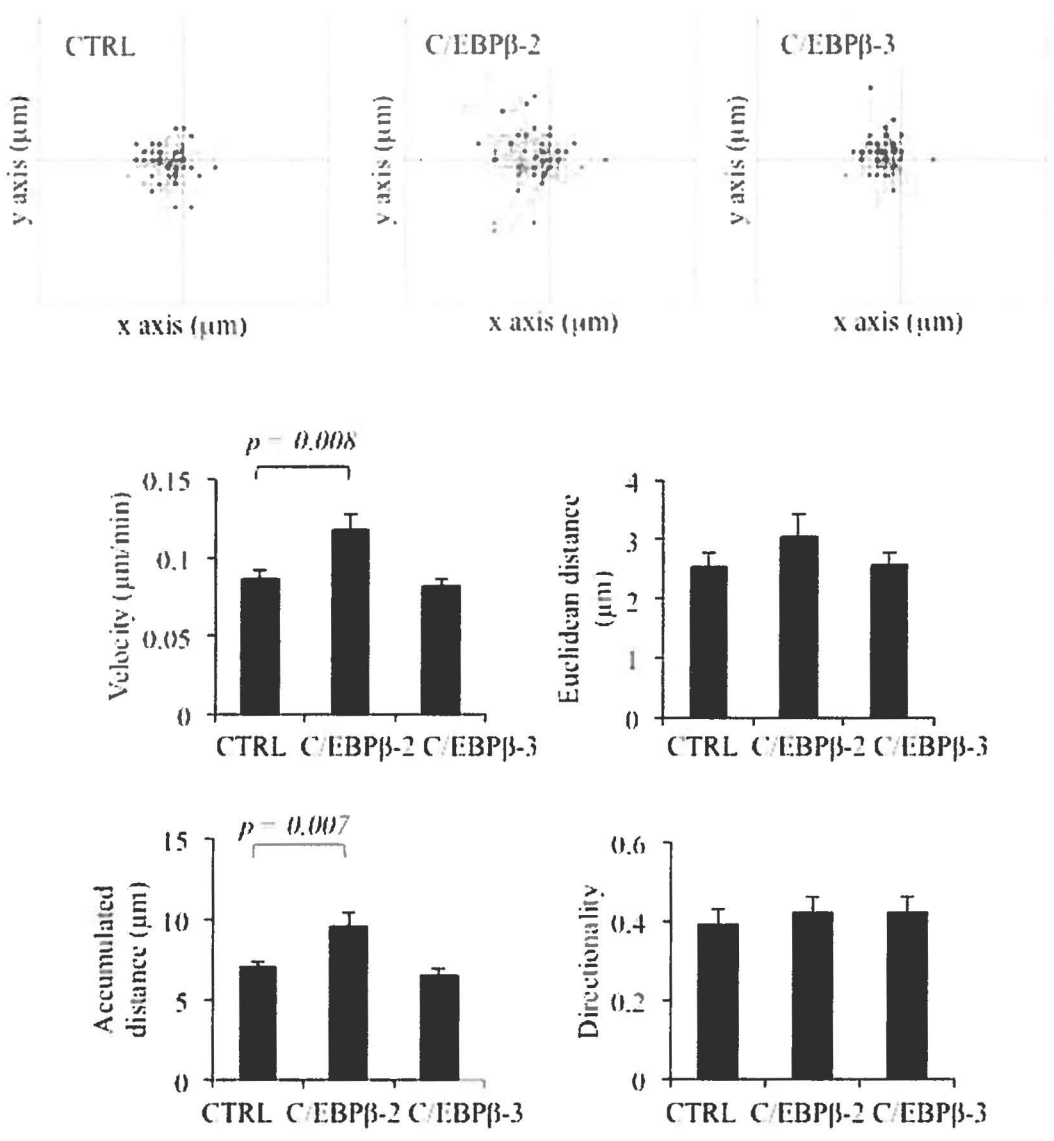 CTRL
C/EBPβ-2
C/EBPβ-3
y axis (μm)
y axis (μm)
y axis (μm)
x axis (μm)
x axis (μm)
x axis (μm)
p = 0.008
Velocity (μm/min)
0.15
0.1
0.05
0
CTRL C/EBPβ-2 C/EBPβ-3
Euclidean distance
(μm)
4
3
2
1
0
CTRL C/EBPβ-2 C/EBPβ-3
p = 0.007
Accumulated
distance (μm)
15
10
5
0
CTRL C/EBPβ-2 C/EBPβ-3
Directionality
0.6
0.4
0.2
0
CTRL C/EBPβ-2 C/EBPβ-3